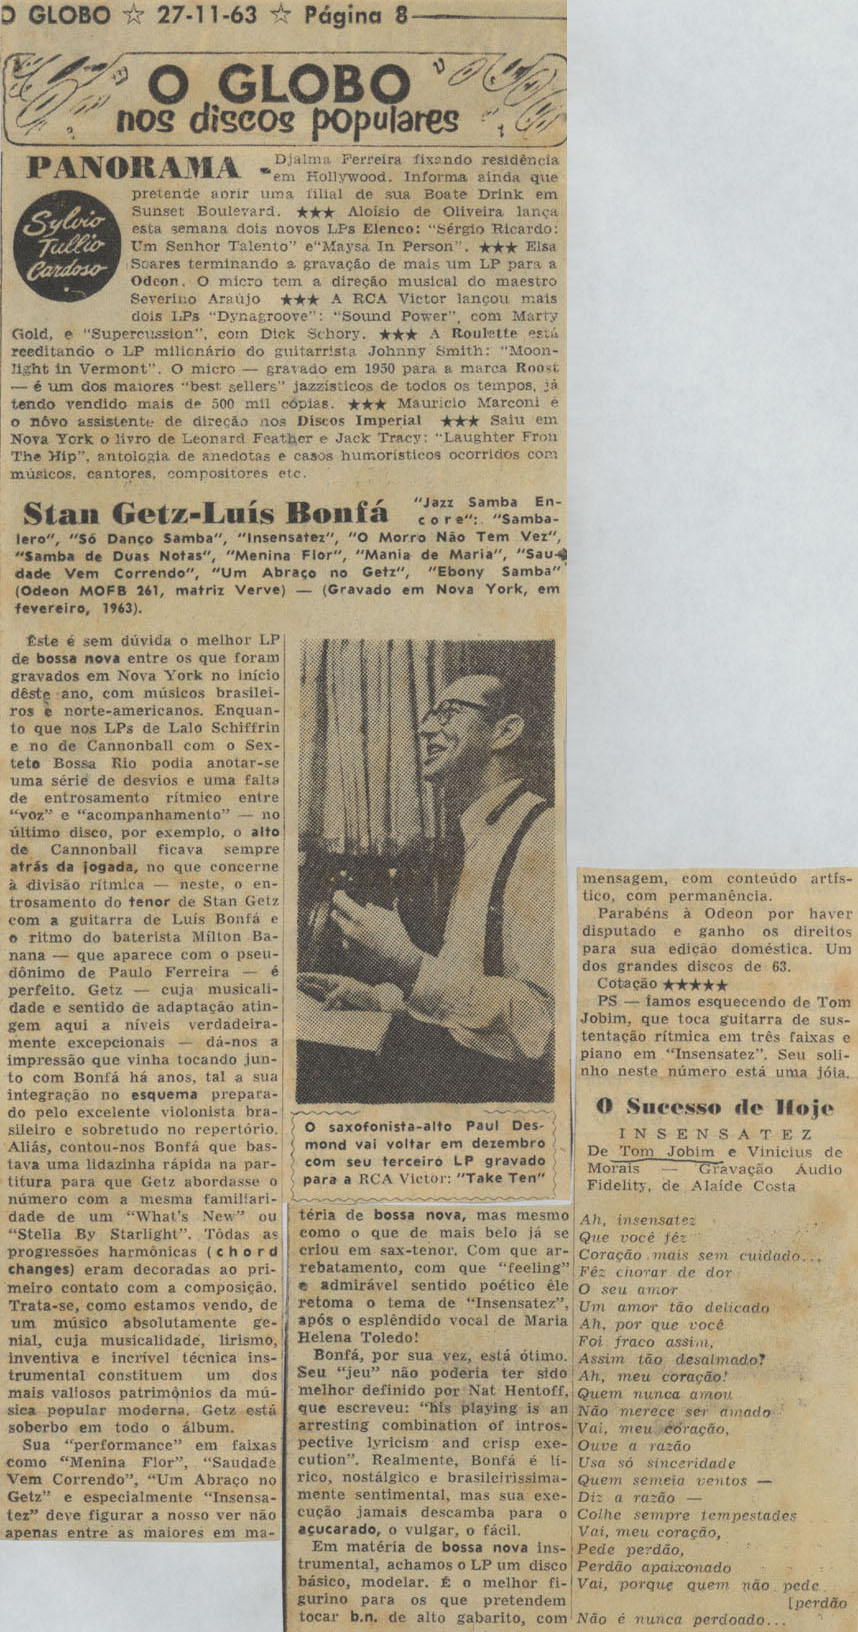 O GLOBO ☆ 27-11-63 ☆ Página 8
O GLOBO
nos discos populares
PANORAMA
Sylvio
Tullio
Cardoso
Djalma Ferreira fixando residência
em Hollywood. Informa ainda que
pretende abrir uma filial de sua Boate Drink em
Sunset Boulevard. ★★★ Aloísio de Oliveira lança
esta semana dois novos LPs Elenco: "Sérgio Ricardo:
Um Senhor Talento" e "Maysa In Person". ★★★ Elsa
Soares terminando a gravação de mais um LP para a
Odeon. O micro tem a direção musical do maestro
Severino Araújo ★★★ A RCA Victor lançou mais
dois LPs "Dynagroove": "Sound Power", com Marty
Gold, e "Supercussion", com Dick Schory. ★★★ A Roulette está
reeditando o LP milionário do guitarrista Johnny Smith: "Moon-
light in Vermont". O micro — gravado em 1950 para a marca Roost
— é um dos maiores "best sellers" jazzísticos de todos os tempos, já
tendo vendido mais de 500 mil cópias. ★★★ Mauricio Marconi é
o nôvo assistente de direção nos Discos Imperial ★★★ Saiu em
Nova York o livro de Leonard Feather e Jack Tracy: "Laughter Fron
The Hip", antologia de anedotas e casos humorísticos ocorridos com
músicos, cantores, compositores etc.
Stan Getz-Luís Bonfá
"Jazz Samba En-
core": "Samba-
lero", "Só Danço Samba", "Insensatez", "O Morro Não Tem Vez",
"Samba de Duas Notas", "Menina Flor", "Mania de Maria", "Sau-
dade Vem Correndo", "Um Abraço no Getz", "Ebony Samba"
(Odeon MOFB 261, matriz Verve) — (Gravado em Nova York, em
fevereiro, 1963).
Êste é sem dúvida o melhor LP
de bossa nova entre os que foram
gravados em Nova York no início
dêste ano, com músicos brasilei-
ros e norte-americanos. Enquan-
to que nos LPs de Lalo Schiffrin
e no de Cannonball com o Sex-
teto Bossa Rio podia anotar-se
uma série de desvios e uma falta
de entrosamento rítmico entre
"voz" e "acompanhamento" — no
último disco, por exemplo, o alto
de Cannonball ficava sempre
atrás da jogada, no que concerne
à divisão rítmica — neste, o en-
trosamento do tenor de Stan Getz
com a guitarra de Luís Bonfá e
o ritmo do baterista Mílton Ba-
nana — que aparece com o pseu-
dônimo de Paulo Ferreira — é
perfeito. Getz — cuja musicali-
dade e sentido de adaptação atin-
gem aqui a níveis verdadeira-
mente excepcionais — dá-nos a
impressão que vinha tocando jun-
to com Bonfá há anos, tal a sua
integração no esquema prepara-
do pelo excelente violonista bra-
sileiro e sobretudo no repertório.
Aliás, contou-nos Bonfá que bas-
tava uma lidazinha rápida na par-
titura para que Getz abordasse o
número com a mesma familiari-
dade de um "What's New" ou
"Stella By Starlight". Tôdas as
progressões harmônicas (chord
changes) eram decoradas ao pri-
meiro contato com a composição.
Trata-se, como estamos vendo, de
um músico absolutamente ge-
nial, cuja musicalidade, lirismo,
inventiva e incrível técnica ins-
trumental constituem um dos
mais valiosos patrimônios da mú-
sica popular moderna. Getz está
soberbo em todo o álbum.
Sua "performance" em faixas
como "Menina Flor", "Saudade
Vem Correndo", "Um Abraço no
Getz" e especialmente "Insensa-
tez" deve figurar a nosso ver não
apenas entre as maiores em ma-
O saxofonista-alto Paul Des-
mond vai voltar em dezembro
com seu terceiro LP gravado
para a RCA Victor: "Take Ten"
téria de bossa nova, mas mesmo
como o que de mais belo já se
criou em sax-tenor. Com que ar-
rebatamento, com que "feeling"
e admirável sentido poético êle
retoma o tema de "Insensatez",
após o esplêndido vocal de Maria
Helena Toledo!
Bonfá, por sua vez, está ótimo.
Seu "jeu" não poderia ter sido
melhor definido por Nat Hentoff,
que escreveu: "his playing is an
arresting combination of intros-
pective lyricism and crisp exe-
cution". Realmente, Bonfá é lí-
rico, nostálgico e brasileirissima-
mente sentimental, mas sua exe-
cução jamais descamba para o
açucarado, o vulgar, o fácil.
Em matéria de bossa nova ins-
trumental, achamos o LP um disco
básico, modelar. É o melhor fi-
gurino para os que pretendem
tocar b.n. de alto gabarito, com
mensagem, com conteúdo artís-
tico, com permanência.
Parabéns à Odeon por haver
disputado e ganho os direitos
para sua edição doméstica. Um
dos grandes discos de 63.
Cotação ★★★★★
PS — Íamos esquecendo de Tom
Jobim, que toca guitarra de sus-
tentação rítmica em três faixas e
piano em "Insensatez". Seu soli-
nho neste número está uma jóia.
O Sucesso de Hoje
INSENSATEZ
De Tom Jobim e Vinicius de
Morais — Gravação Áudio
Fidelity, de Alaíde Costa
Ah, insensatez
Que você fêz
Coração mais sem cuidado...
Fêz chorar de dor
O seu amor
Um amor tão delicado
Ah, por que você
Foi fraco assim,
Assim tão desalmado?
Ah, meu coração!
Quem nunca amou
Não merece ser amado
Vai, meu coração,
Ouve a razão
Usa só sinceridade
Quem semeia ventos —
Diz a razão —
Colhe sempre tempestades
Vai, meu coração,
Pede perdão,
Perdão apaixonado
Vai, porque quem não pede
[perdão
Não é nunca perdoado...